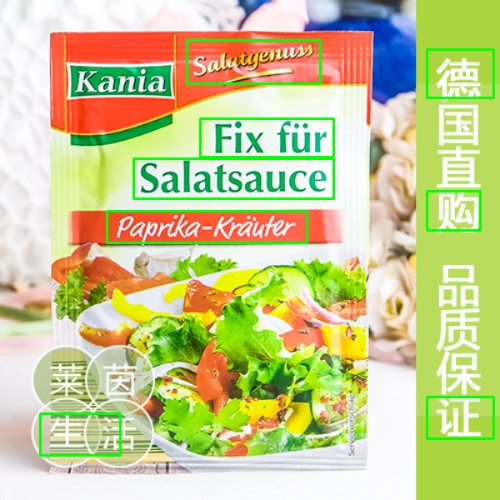 Kania
Salatgenuss
Fix für
Salatsauce
Paprika-Kräuter
莱茵
生活
Serviervorschlag
德国直购
品质保证